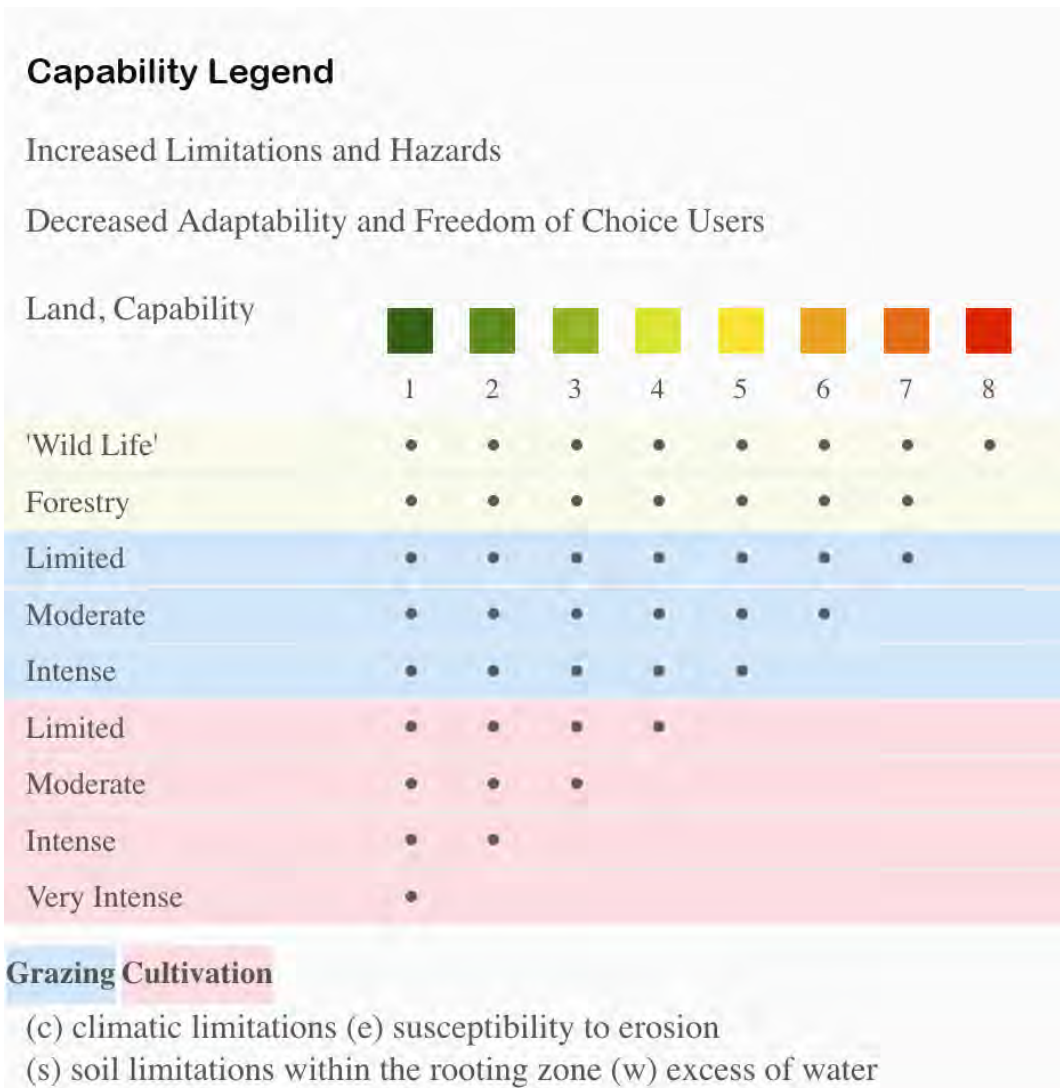 Capability Legend
Increased Limitations and Hazards
Decreased Adaptability and Freedom of Choice Users
Land, Capability
1 2 3 4 5 6 7 8
'Wild Life' • • • • • • • •
Forestry • • • • • • •
Limited • • • • • • •
Moderate • • • • • •
Intense • • • • •
Limited • • • •
Moderate • • •
Intense • •
Very Intense •
Grazing Cultivation
(c) climatic limitations (e) susceptibility to erosion
(s) soil limitations within the rooting zone (w) excess of water